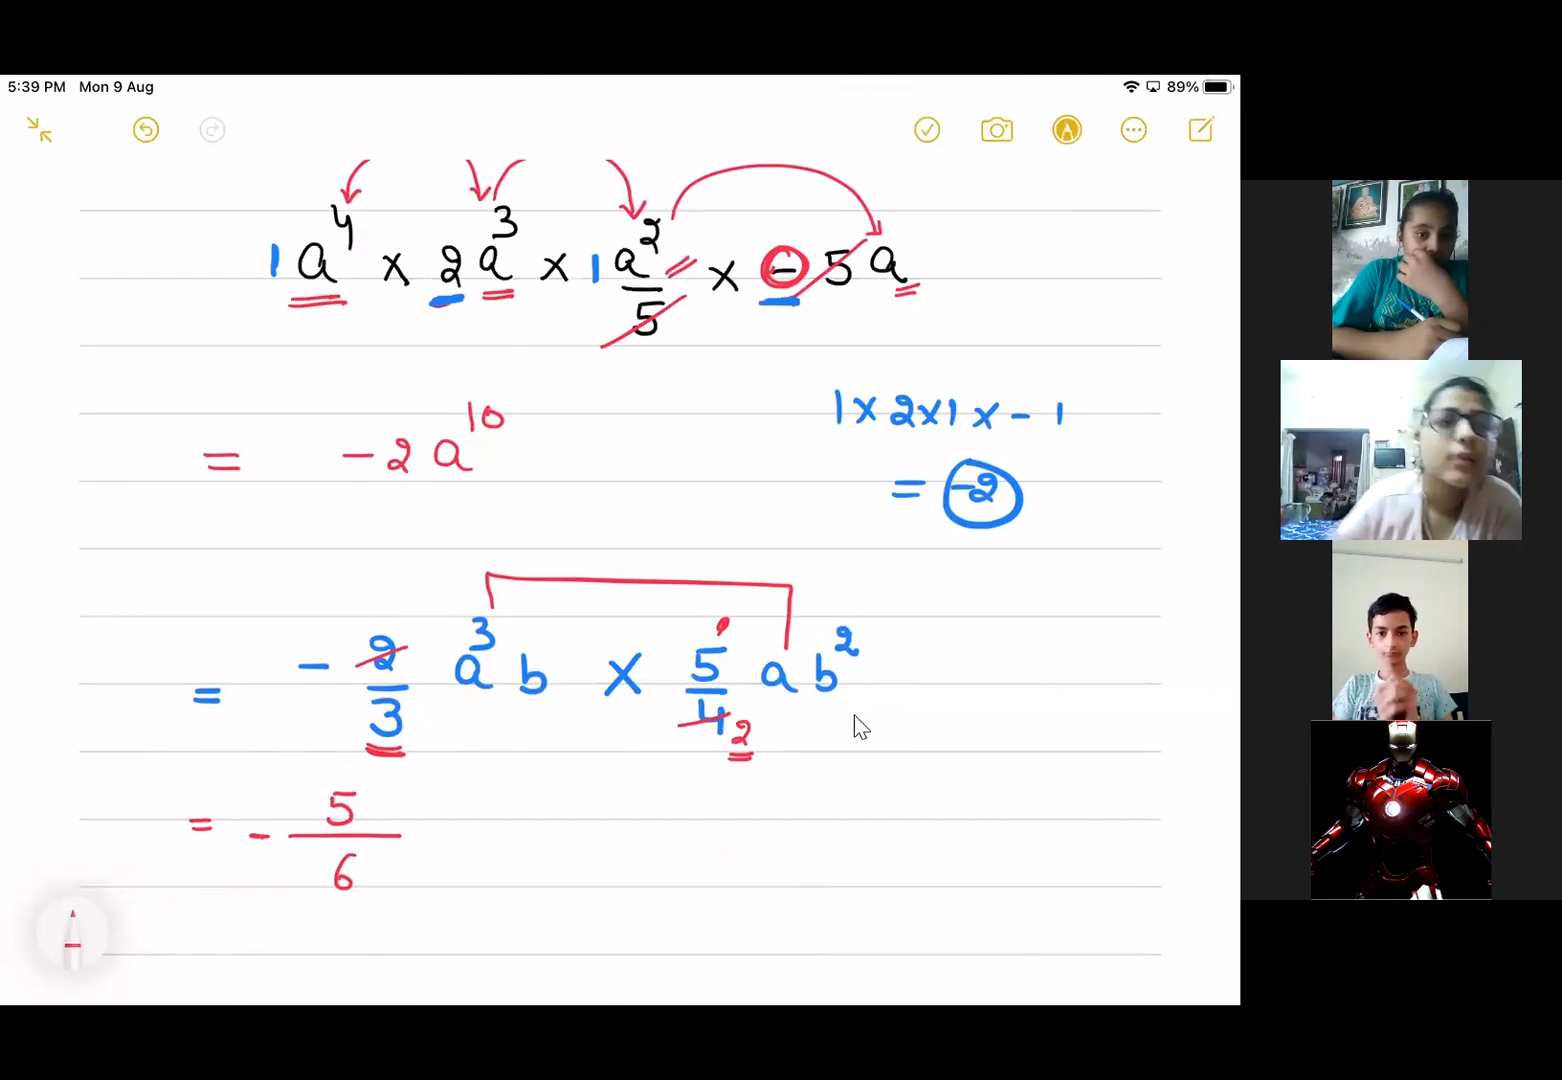 5:39 PM Mon 9 Aug 89%
1a⁴ × 2a³ × 1a²/5 × -5a
= -2a¹⁰
1 × 2 × 1 × -1
= -2
= - 2/3 a³b × 5/4 ab²
2
= - 5/6